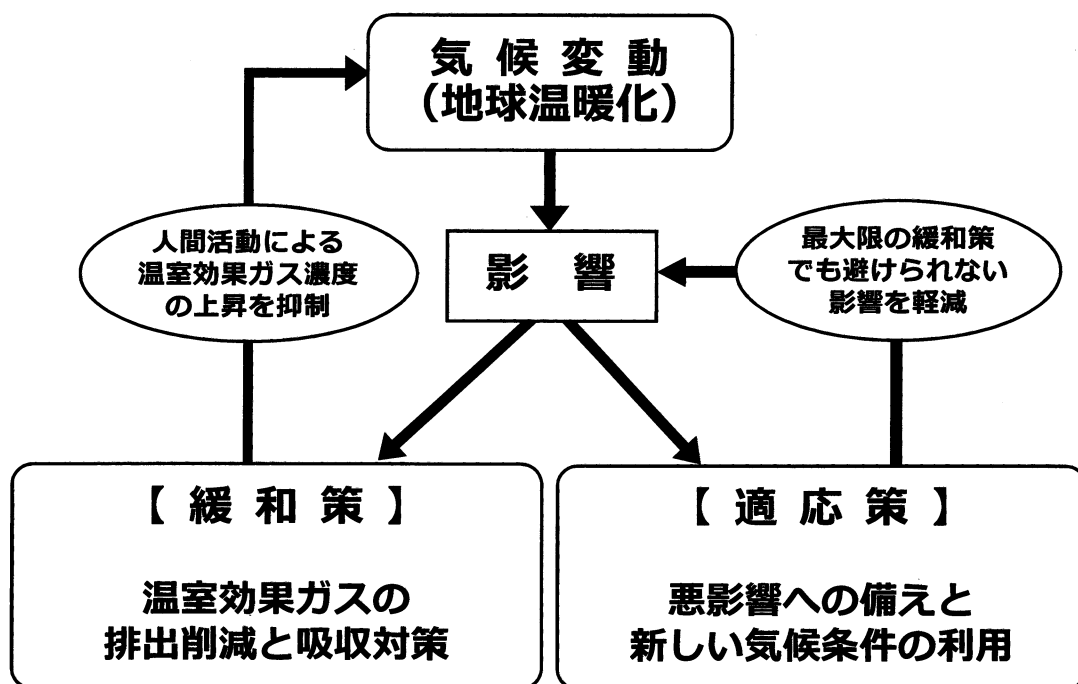 気候変動
（地球温暖化）
人間活動による
温室効果ガス濃度
の上昇を抑制
影響
最大限の緩和策
でも避けられない
影響を軽減
【緩和策】
温室効果ガスの
排出削減と吸収対策
【適応策】
悪影響への備えと
新しい気候条件の利用